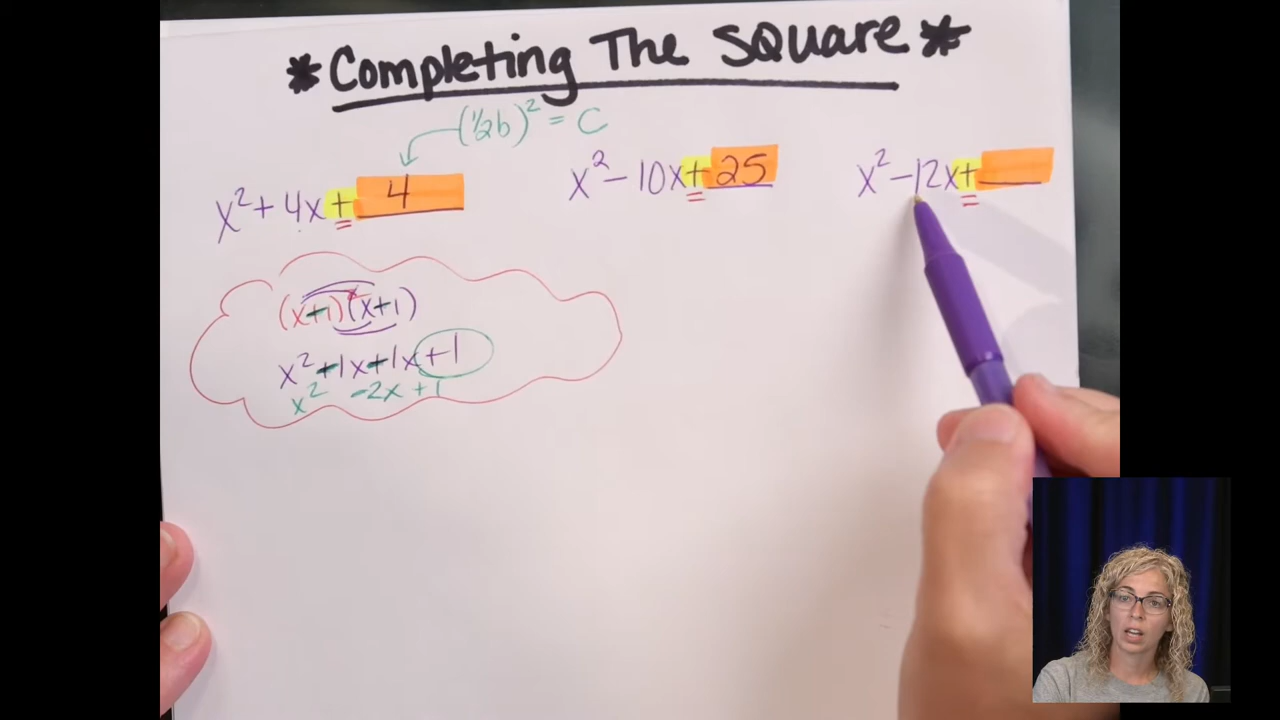 *Completing The Square*
(1/2b)² = C
x² + 4x + 4
x² - 10x + 25
x² - 12x + __
(x+1)(x+1)
x² +1x +1x +1
x² -2x +1